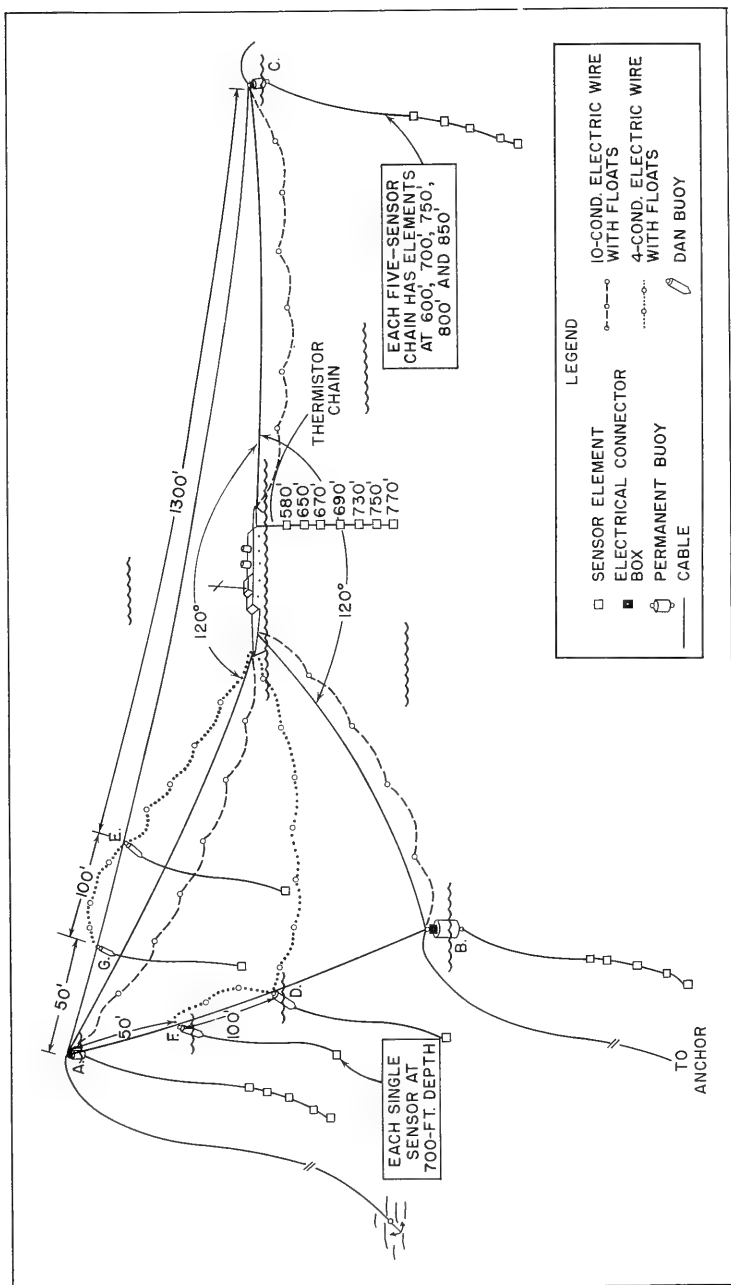 1300'
100'
50'
E.
G.
A.
50'
F.
100'
D.
B.
C.
120°
120°
THERMISTOR
CHAIN
580'
650'
670'
690'
730'
750'
770'
EACH FIVE-SENSOR
CHAIN HAS ELEMENTS
AT 600', 700', 750',
800' AND 850'
EACH SINGLE
SENSOR AT
700-FT. DEPTH
TO
ANCHOR
LEGEND
SENSOR ELEMENT
ELECTRICAL CONNECTOR
BOX
PERMANENT BUOY
CABLE
10-COND. ELECTRIC WIRE
WITH FLOATS
4-COND. ELECTRIC WIRE
WITH FLOATS
DAN BUOY